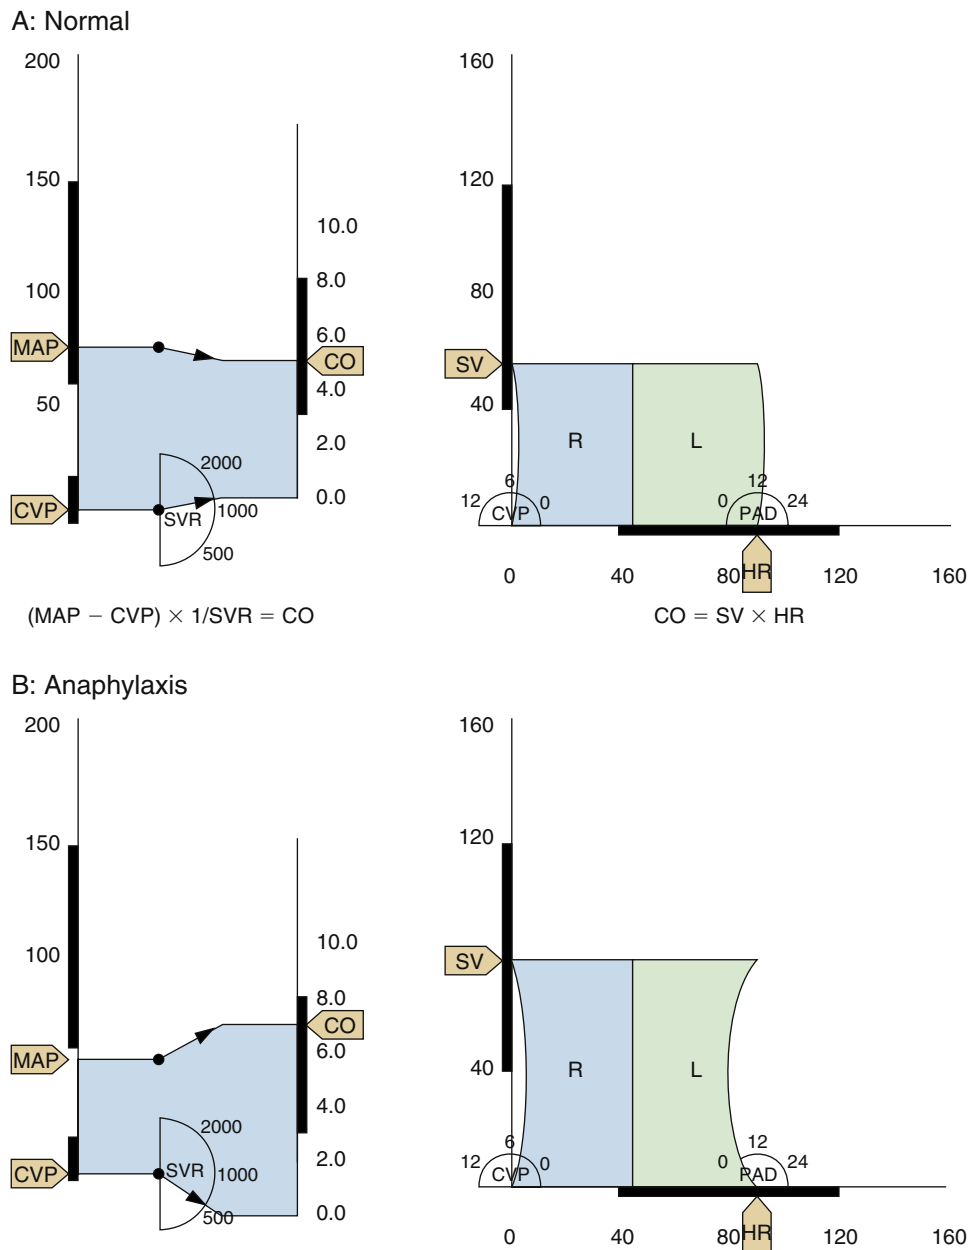 A: Normal
200
150
100
50
MAP
CVP
SVR
2000
1000
500
10.0
8.0
6.0
4.0
2.0
0.0
CO
(MAP − CVP) × 1/SVR = CO
160
120
80
40
SV
R
L
12
6
0
CVP
0
12
24
PAD
0
40
80
HR
120
160
CO = SV × HR
B: Anaphylaxis
200
150
100
MAP
CVP
SVR
2000
1000
500
10.0
8.0
6.0
4.0
2.0
0.0
CO
160
120
40
SV
R
L
12
6
0
CVP
0
12
24
PAD
0
40
80
HR
120
160